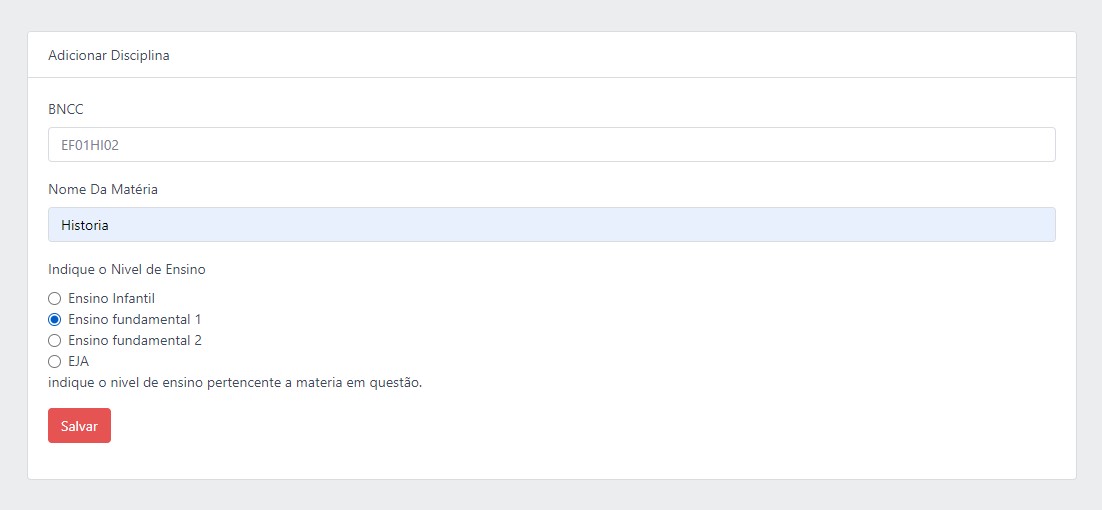 Adicionar Disciplina
BNCC
EF01HI02
Nome Da Matéria
Historia
Indique o Nivel de Ensino
Ensino Infantil
Ensino fundamental 1
Ensino fundamental 2
EJA
indique o nivel de ensino pertencente a materia em questão.
Salvar